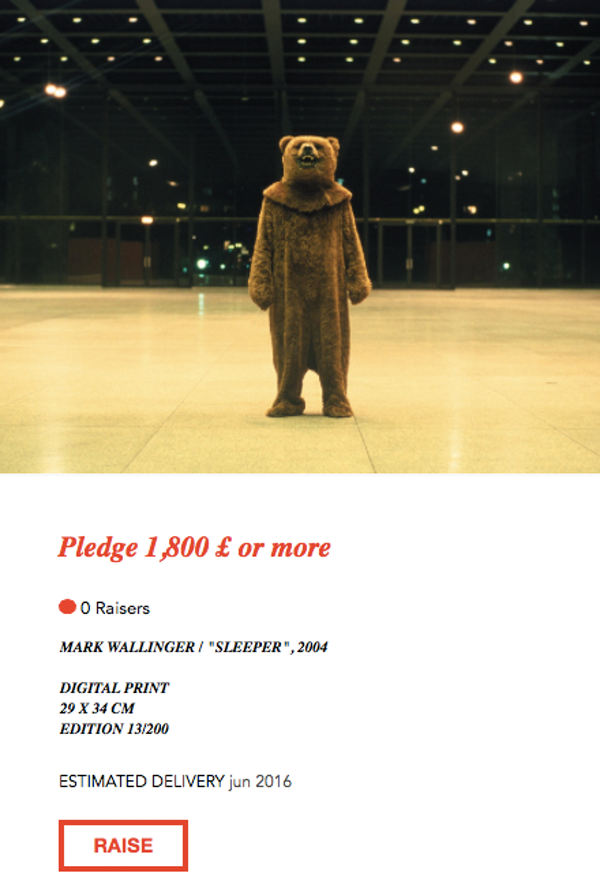 Pledge 1,800 £ or more
0 Raisers
MARK WALLINGER / "SLEEPER", 2004
DIGITAL PRINT
29 X 34 CM
EDITION 13/200
ESTIMATED DELIVERY jun 2016
RAISE